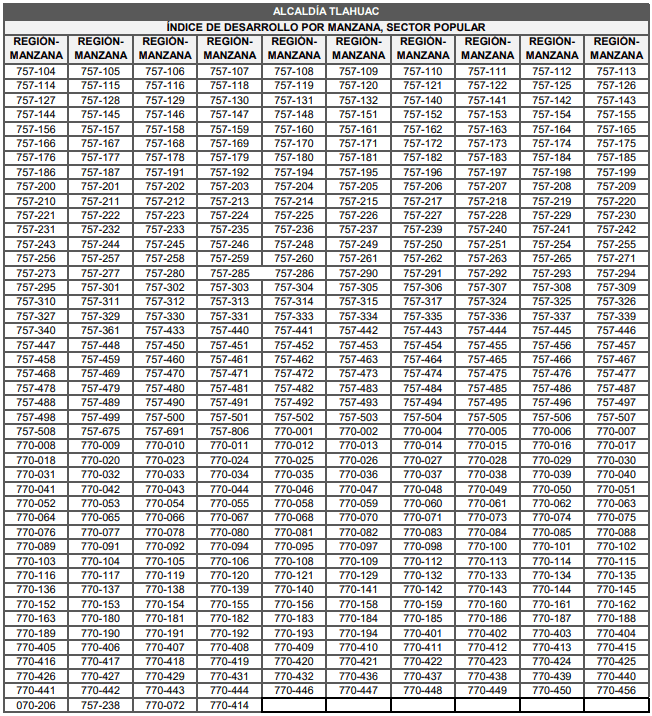 ALCALDÍA TLAHUAC
ÍNDICE DE DESARROLLO POR MANZANA, SECTOR POPULAR
REGIÓN-MANZANA REGIÓN-MANZANA REGIÓN-MANZANA REGIÓN-MANZANA REGIÓN-MANZANA REGIÓN-MANZANA REGIÓN-MANZANA REGIÓN-MANZANA REGIÓN-MANZANA REGIÓN-MANZANA
757-104 757-105 757-106 757-107 757-108 757-109 757-110 757-111 757-112 757-113
757-114 757-115 757-116 757-118 757-119 757-120 757-121 757-122 757-125 757-126
757-127 757-128 757-129 757-130 757-131 757-132 757-140 757-141 757-142 757-143
757-144 757-145 757-146 757-147 757-148 757-151 757-152 757-153 757-154 757-155
757-156 757-157 757-158 757-159 757-160 757-161 757-162 757-163 757-164 757-165
757-166 757-167 757-168 757-169 757-170 757-171 757-172 757-173 757-174 757-175
757-176 757-177 757-178 757-179 757-180 757-181 757-182 757-183 757-184 757-185
757-186 757-187 757-191 757-192 757-194 757-195 757-196 757-197 757-198 757-199
757-200 757-201 757-202 757-203 757-204 757-205 757-206 757-207 757-208 757-209
757-210 757-211 757-212 757-213 757-214 757-215 757-217 757-218 757-219 757-220
757-221 757-222 757-223 757-224 757-225 757-226 757-227 757-228 757-229 757-230
757-231 757-232 757-233 757-235 757-236 757-237 757-239 757-240 757-241 757-242
757-243 757-244 757-245 757-246 757-248 757-249 757-250 757-251 757-254 757-255
757-256 757-257 757-258 757-259 757-260 757-261 757-262 757-263 757-265 757-271
757-273 757-277 757-280 757-285 757-286 757-290 757-291 757-292 757-293 757-294
757-295 757-301 757-302 757-303 757-304 757-305 757-306 757-307 757-308 757-309
757-310 757-311 757-312 757-313 757-314 757-315 757-317 757-324 757-325 757-326
757-327 757-329 757-330 757-331 757-333 757-334 757-335 757-336 757-337 757-339
757-340 757-361 757-433 757-440 757-441 757-442 757-443 757-444 757-445 757-446
757-447 757-448 757-450 757-451 757-452 757-453 757-454 757-455 757-456 757-457
757-458 757-459 757-460 757-461 757-462 757-463 757-464 757-465 757-466 757-467
757-468 757-469 757-470 757-471 757-472 757-473 757-474 757-475 757-476 757-477
757-478 757-479 757-480 757-481 757-482 757-483 757-484 757-485 757-486 757-487
757-488 757-489 757-490 757-491 757-492 757-493 757-494 757-495 757-496 757-497
757-498 757-499 757-500 757-501 757-502 757-503 757-504 757-505 757-506 757-507
757-508 757-675 757-691 757-806 770-001 770-002 770-004 770-005 770-006 770-007
770-008 770-009 770-010 770-011 770-012 770-013 770-014 770-015 770-016 770-017
770-018 770-020 770-023 770-024 770-025 770-026 770-027 770-028 770-029 770-030
770-031 770-032 770-033 770-034 770-035 770-036 770-037 770-038 770-039 770-040
770-041 770-042 770-043 770-044 770-046 770-047 770-048 770-049 770-050 770-051
770-052 770-053 770-054 770-055 770-058 770-059 770-060 770-061 770-062 770-063
770-064 770-065 770-066 770-067 770-068 770-070 770-071 770-073 770-074 770-075
770-076 770-077 770-078 770-080 770-081 770-082 770-083 770-084 770-085 770-088
770-089 770-091 770-092 770-094 770-095 770-097 770-098 770-100 770-101 770-102
770-103 770-104 770-105 770-106 770-108 770-109 770-112 770-113 770-114 770-115
770-116 770-117 770-119 770-120 770-121 770-129 770-132 770-133 770-134 770-135
770-136 770-137 770-138 770-139 770-140 770-141 770-142 770-143 770-144 770-145
770-152 770-153 770-154 770-155 770-156 770-158 770-159 770-160 770-161 770-162
770-163 770-180 770-181 770-182 770-183 770-184 770-185 770-186 770-187 770-188
770-189 770-190 770-191 770-192 770-193 770-194 770-401 770-402 770-403 770-404
770-405 770-406 770-407 770-408 770-409 770-410 770-411 770-412 770-413 770-415
770-416 770-417 770-418 770-419 770-420 770-421 770-422 770-423 770-424 770-425
770-426 770-427 770-429 770-431 770-432 770-436 770-437 770-438 770-439 770-440
770-441 770-442 770-443 770-444 770-446 770-447 770-448 770-449 770-450 770-456
070-206 757-238 770-072 770-414